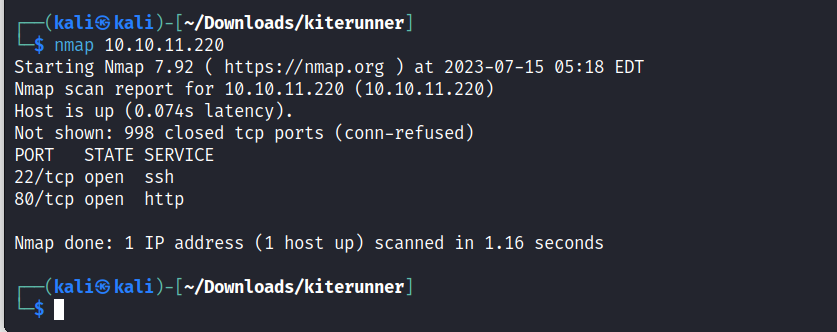 ┌──(kali㉿kali)-[~/Downloads/kiterunner]
└─$ nmap 10.10.11.220
Starting Nmap 7.92 ( https://nmap.org ) at 2023-07-15 05:18 EDT
Nmap scan report for 10.10.11.220 (10.10.11.220)
Host is up (0.074s latency).
Not shown: 998 closed tcp ports (conn-refused)
PORT   STATE SERVICE
22/tcp open  ssh
80/tcp open  http
Nmap done: 1 IP address (1 host up) scanned in 1.16 seconds
┌──(kali㉿kali)-[~/Downloads/kiterunner]
└─$